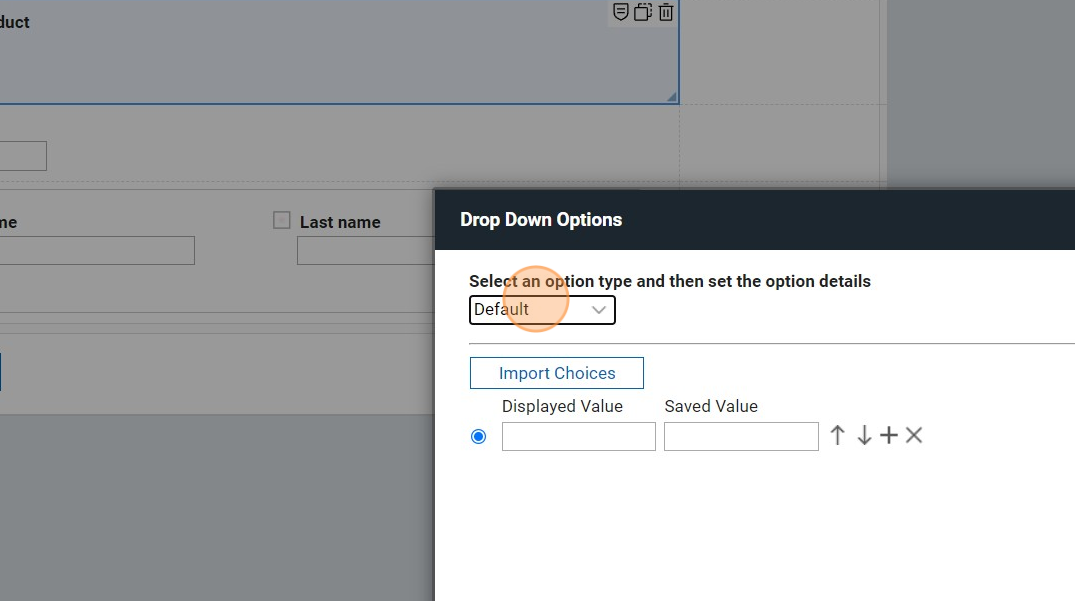 duct
me
Last name
Drop Down Options
Select an option type and then set the option details
Default
Import Choices
Displayed Value Saved Value